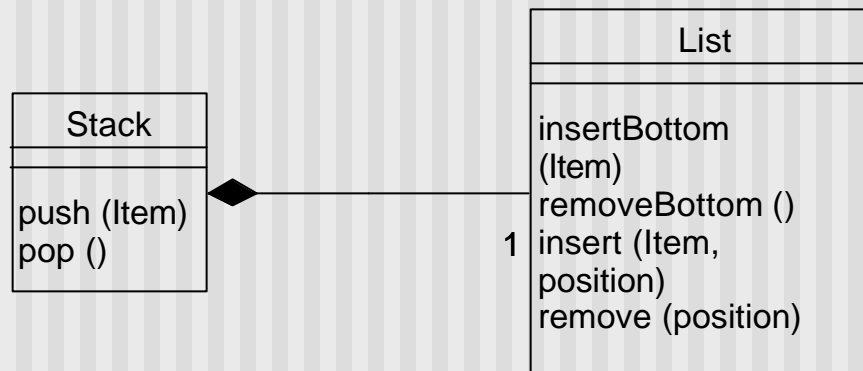 Stack
push (Item)
pop ()
1
List
insertBottom
(Item)
removeBottom ()
insert (Item,
position)
remove (position)